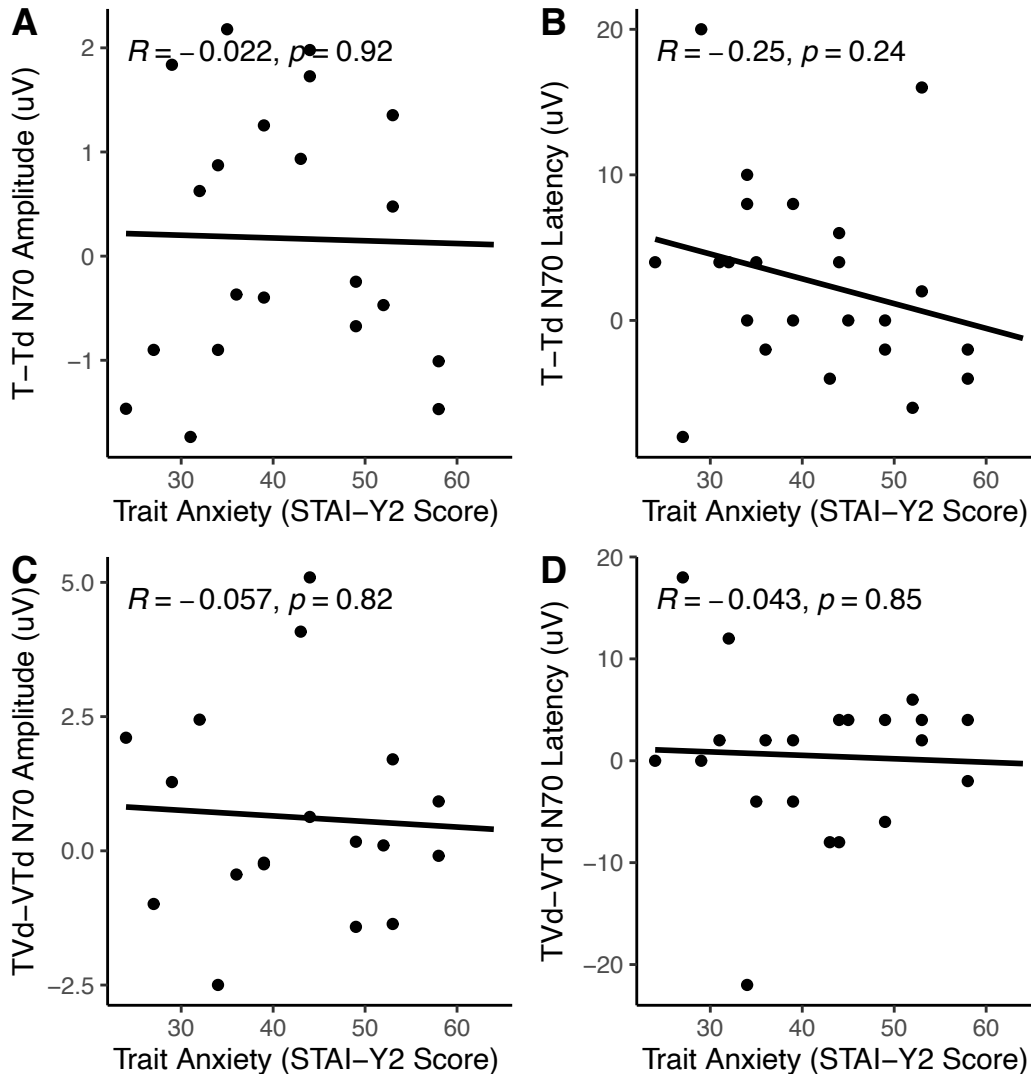 A
R = −0.022, p = 0.92
T−Td N70 Amplitude (uV)
2
1
0
−1
30 40 50 60
Trait Anxiety (STAI−Y2 Score)
B
R = −0.25, p = 0.24
T−Td N70 Latency (uV)
20
10
0
30 40 50 60
Trait Anxiety (STAI−Y2 Score)
C
R = −0.057, p = 0.82
TVd−VTd N70 Amplitude (uV)
5.0
2.5
0.0
−2.5
30 40 50 60
Trait Anxiety (STAI−Y2 Score)
D
R = −0.043, p = 0.85
TVd−VTd N70 Latency (uV)
20
10
0
−10
−20
30 40 50 60
Trait Anxiety (STAI−Y2 Score)